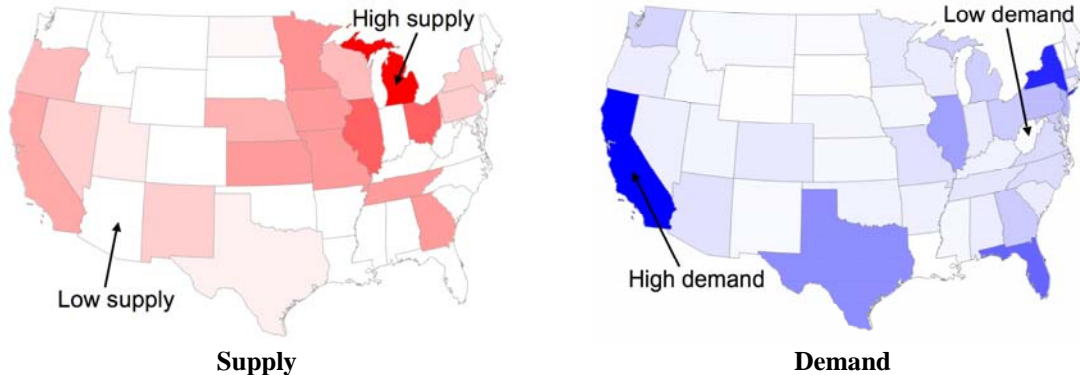 High supply
Low supply
Supply
Low demand
High demand
Demand